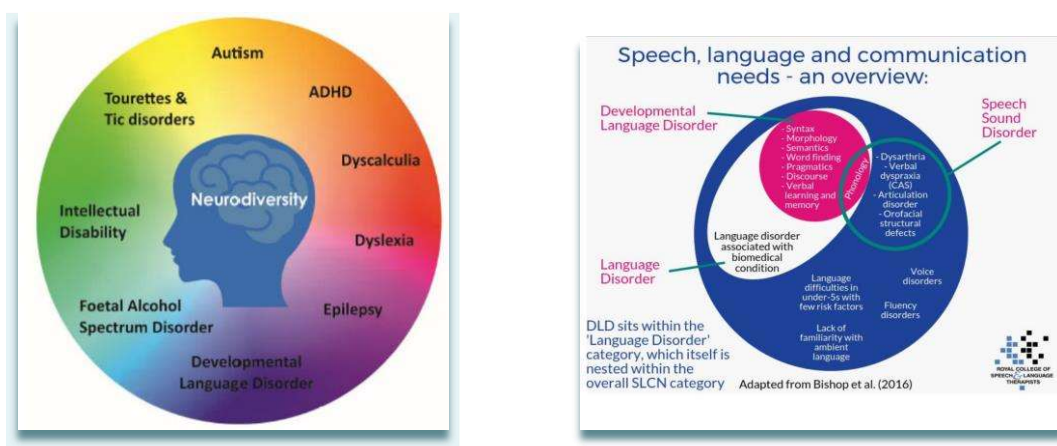 Autism
ADHD
Tourettes &
Tic disorders
Dyscalculia
Neurodiversity
Intellectual
Disability
Dyslexia
Foetal Alcohol
Spectrum Disorder
Epilepsy
Developmental
Language Disorder
Speech, language and communication
needs - an overview:
Developmental
Language Disorder
Speech
Sound
Disorder
- Syntax
- Morphology
- Semantics
- Word finding
- Pragmatics
- Discourse
- Verbal
learning and
memory
Phonology
- Dysarthria
- Verbal
dyspraxia
(CAS)
- Articulation
disorder
- Orofacial
structural
defects
Language disorder
associated with
biomedical
condition
Language
Disorder
Language
difficulties in
under-5s with
few risk factors
Voice
disorders
Fluency
disorders
Lack of
familiarity with
ambient
language
DLD sits within the
'Language Disorder'
category, which itself is
nested within the
overall SLCN category
Adapted from Bishop et al. (2016)
ROYAL COLLEGE OF
SPEECH & LANGUAGE
THERAPISTS